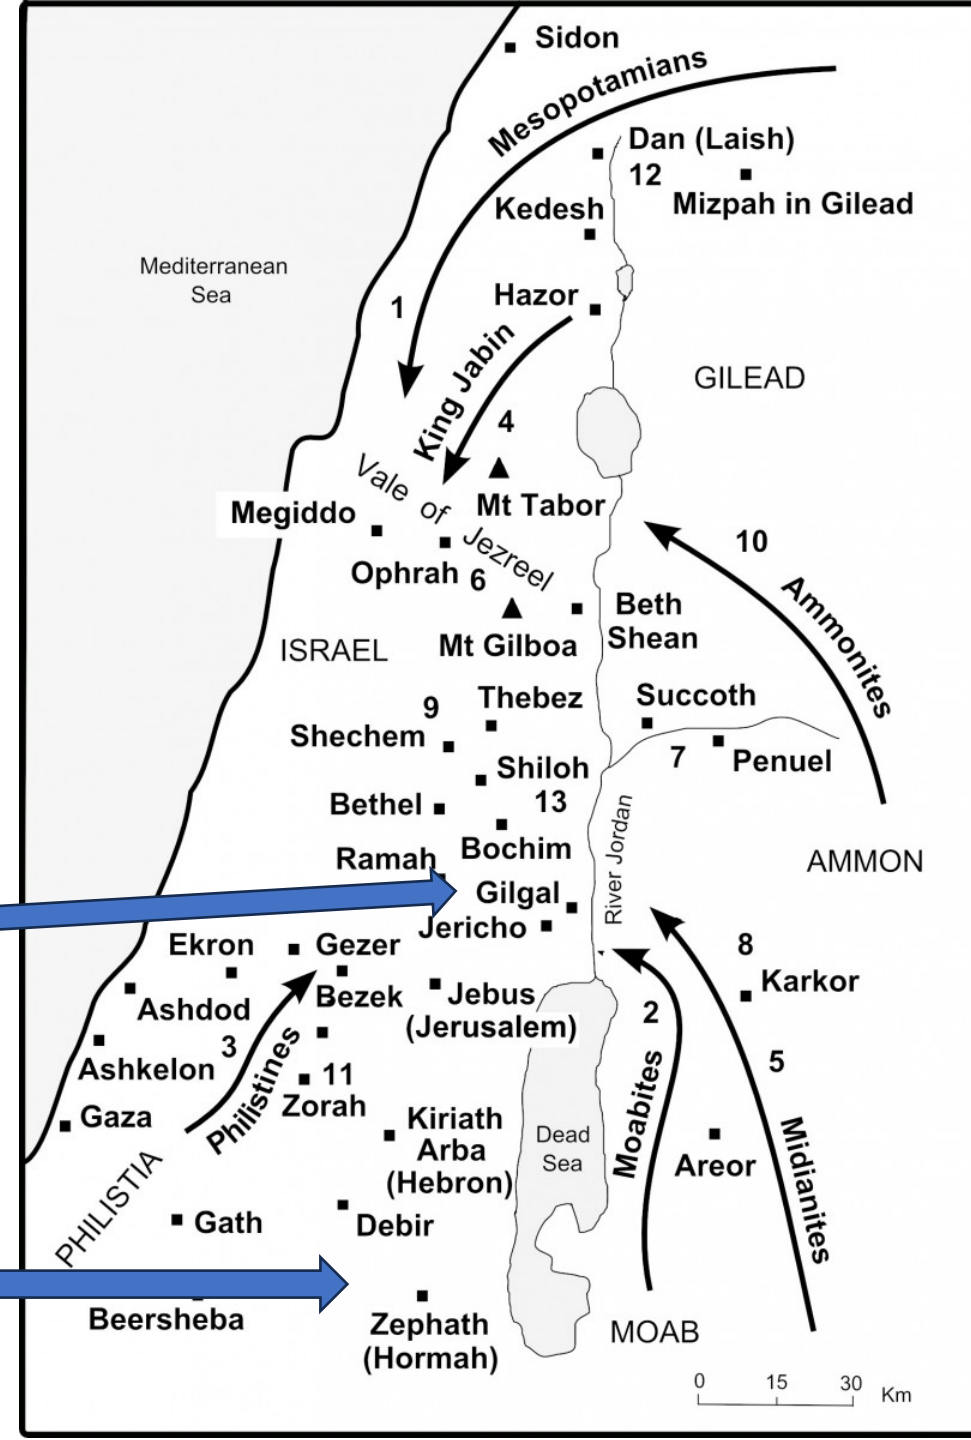 Sidon
Mesopotamians
Dan (Laish)
12
Mizpah in Gilead
Kedesh
Mediterranean
Sea
Hazor
1
King Jabin
GILEAD
4
Vale of Jezreel
Mt Tabor
Megiddo
10
Ophrah
6
Ammonites
Beth
Shean
Mt Gilboa
ISRAEL
Thebez
Succoth
9
Shechem
7
Penuel
Shiloh
13
Bethel
River Jordan
Bochim
Ramah
AMMON
Gilgal
Jericho
Ekron
Gezer
8
Karkor
Bezek
Jebus
(Jerusalem)
Ashdod
2
3
Philistines
5
Ashkelon
11
Zorah
Gaza
Kiriath
Arba
(Hebron)
Dead
Sea
Moabites
Areor
Midianites
PHILISTIA
Gath
Debir
Beersheba
Zephath
(Hormah)
MOAB
0 15 30 Km